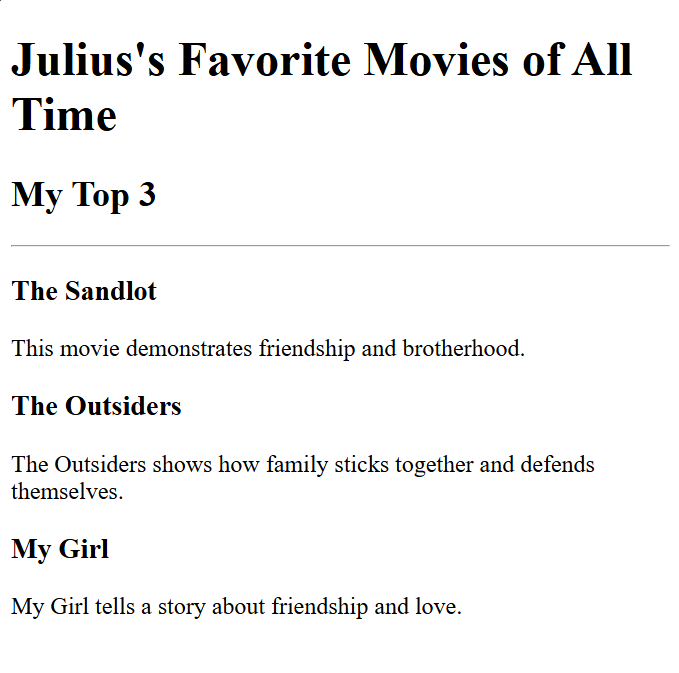 Julius's Favorite Movies of All
Time
My Top 3
The Sandlot
This movie demonstrates friendship and brotherhood.
The Outsiders
The Outsiders shows how family sticks together and defends
themselves.
My Girl
My Girl tells a story about friendship and love.